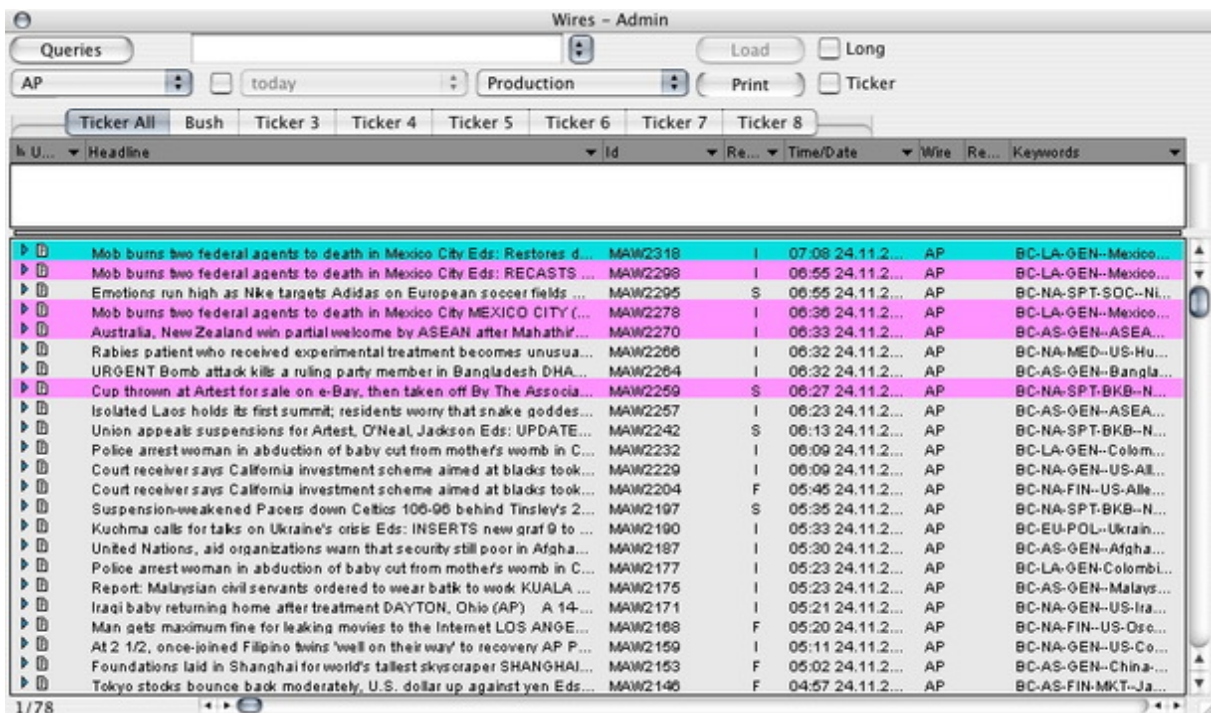 Wires – Admin
Queries Load Long
AP today Production Print Ticker
Ticker All Bush Ticker 3 Ticker 4 Ticker 5 Ticker 6 Ticker 7 Ticker 8
U... Headline Id Re... Time/Date Wire Re... Keywords
Mob burns two federal agents to death in Mexico City Eds: Restores d... MAW2318 I 07:08 24.11.2... AP BC-LA-GEN--Mexico...
Mob burns two federal agents to death in Mexico City Eds: RECASTS ... MAW2298 I 06:55 24.11.2... AP BC-LA-GEN--Mexico...
Emotions run high as Nike targets Adidas on European soccer fields ... MAW2295 S 06:55 24.11.2... AP BC-NA-SPT-SOC--Ni...
Mob burns two federal agents to death in Mexico City MEXICO CITY (... MAW2278 I 06:36 24.11.2... AP BC-LA-GEN--Mexico...
Australia, New Zealand win partial welcome by ASEAN after Mahathir'... MAW2270 I 06:33 24.11.2... AP BC-AS-GEN--ASEA...
Rabies patient who received experimental treatment becomes unusua... MAW2266 I 06:32 24.11.2... AP BC-NA-MED--US-Hu...
URGENT Bomb attack kills a ruling party member in Bangladesh DHA... MAW2264 I 06:32 24.11.2... AP BC-AS-GEN--Bangla...
Cup thrown at Artest for sale on e-Bay, then taken off By The Associa... MAW2259 S 06:27 24.11.2... AP BC-NA-SPT-BKB--N...
Isolated Laos holds its first summit; residents worry that snake goddes... MAW2257 I 06:23 24.11.2... AP BC-AS-GEN--ASEA...
Union appeals suspensions for Artest, O'Neal, Jackson Eds: UPDATE... MAW2242 S 06:13 24.11.2... AP BC-NA-SPT-BKB--N...
Police arrest woman in abduction of baby cut from mother's womb in C... MAW2232 I 06:09 24.11.2... AP BC-LA-GEN--Colom...
Court receiver says California investment scheme aimed at blacks took... MAW2229 I 06:09 24.11.2... AP BC-NA-GEN--US-All...
Court receiver says California investment scheme aimed at blacks took... MAW2204 F 05:45 24.11.2... AP BC-NA-FIN--US-Alle...
Suspension-weakened Pacers down Celtics 106-96 behind Tinsley's 2... MAW2197 S 05:35 24.11.2... AP BC-NA-SPT-BKB--N...
Kuchma calls for talks on Ukraine's crisis Eds: INSERTS new graf 9 to ... MAW2190 I 05:33 24.11.2... AP BC-EU-POL--Ukrain...
United Nations, aid organizations warn that security still poor in Afgha... MAW2187 I 05:30 24.11.2... AP BC-AS-GEN--Afgha...
Police arrest woman in abduction of baby cut from mother's womb in C... MAW2177 I 05:23 24.11.2... AP BC-LA-GEN-Colombi...
Report: Malaysian civil servants ordered to wear batik to work KUALA ... MAW2175 I 05:23 24.11.2... AP BC-AS-GEN--Malays...
Iraqi baby returning home after treatment DAYTON, Ohio (AP) A 14-... MAW2171 I 05:21 24.11.2... AP BC-NA-GEN--US-Ira...
Man gets maximum fine for leaking movies to the Internet LOS ANGE... MAW2168 F 05:20 24.11.2... AP BC-NA-FIN--US-Osc...
At 2 1/2, once-joined Filipino twins 'well on their way' to recovery AP P... MAW2159 I 05:11 24.11.2... AP BC-NA-GEN--US-Co...
Foundations laid in Shanghai for world's tallest skyscraper SHANGHAI... MAW2153 F 05:02 24.11.2... AP BC-AS-GEN--China-...
Tokyo stocks bounce back moderately, U.S. dollar up against yen Eds... MAW2146 F 04:57 24.11.2... AP BC-AS-FIN-MKT--Ja...
1/78